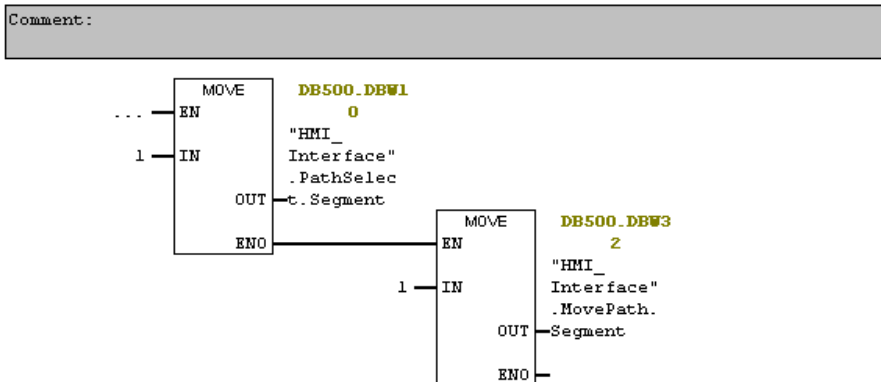 Comment:
MOVE
DB500.DBW1
0
... EN
"HMI_
Interface"
.PathSelec
t.Segment
1 IN
OUT
ENO
MOVE
DB500.DBW3
2
EN
"HMI_
Interface"
.MovePath.
Segment
1 IN
OUT
ENO